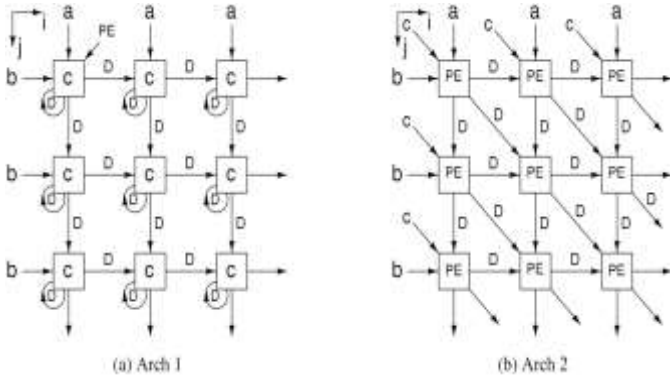 a a a c a c a c a
i PE i
j j
b C D C D C b PE D PE D PE
D D D D D
D D D D D D D D
b C D C D C c b PE D PE D PE
D D D D
D D D D D D D
b C D C D C c b PE D PE D PE
D D D
(a) Arch 1 (b) Arch 2